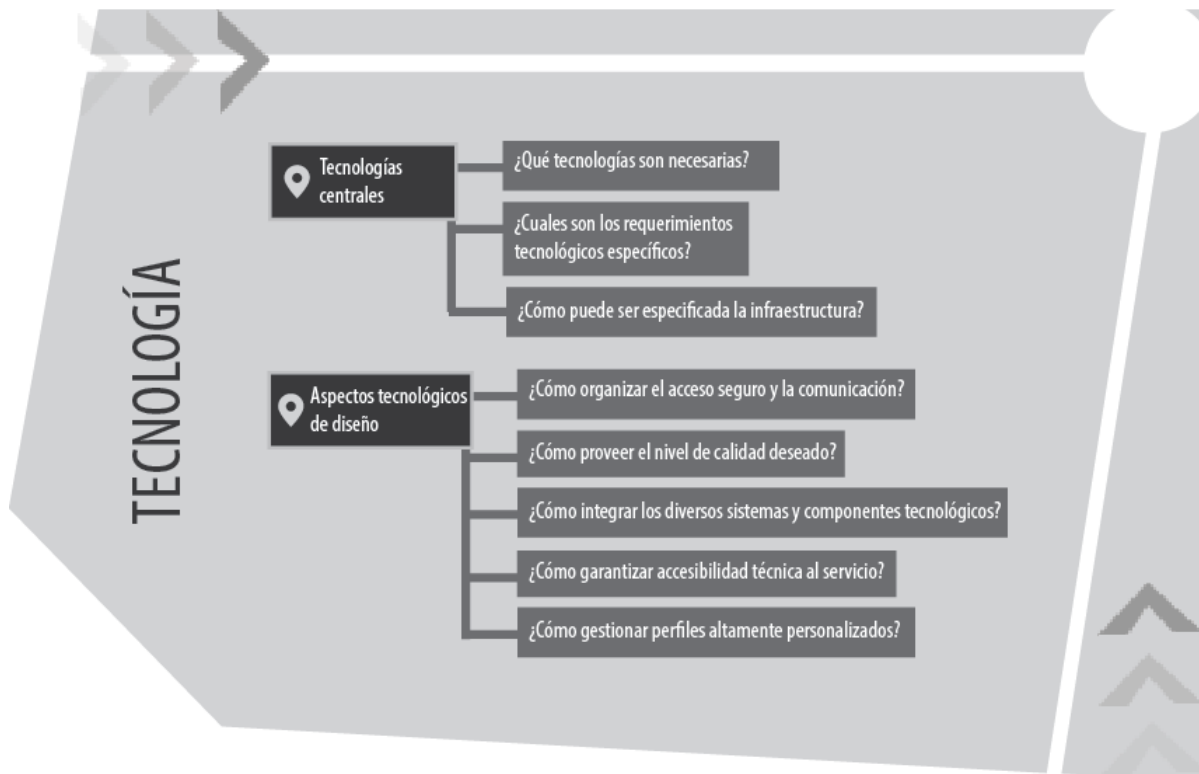 TECNOLOGÍA
Tecnologías
centrales
¿Qué tecnologías son necesarias?
¿Cuales son los requerimientos
tecnológicos específicos?
¿Cómo puede ser especificada la infraestructura?
Aspectos tecnológicos
de diseño
¿Cómo organizar el acceso seguro y la comunicación?
¿Cómo proveer el nivel de calidad deseado?
¿Cómo integrar los diversos sistemas y componentes tecnológicos?
¿Cómo garantizar accesibilidad técnica al servicio?
¿Cómo gestionar perfiles altamente personalizados?